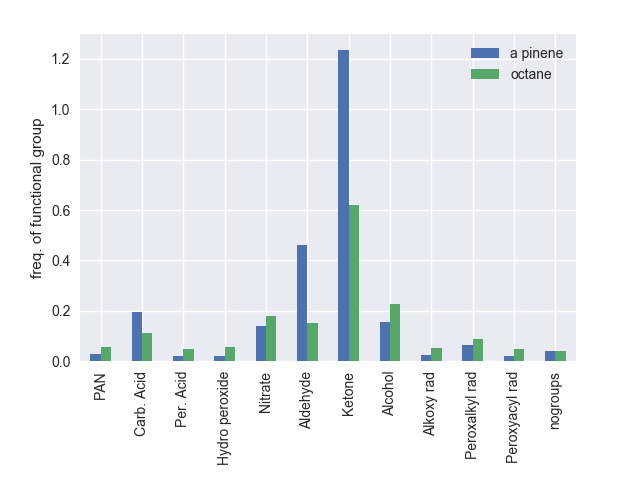 a pinene
octane
freq. of functional group
1.2
1.0
0.8
0.6
0.4
0.2
0.0
PAN
Carb. Acid
Per. Acid
Hydro peroxide
Nitrate
Aldehyde
Ketone
Alcohol
Alkoxy rad
Peroxalkyl rad
Peroxyacyl rad
nogroups